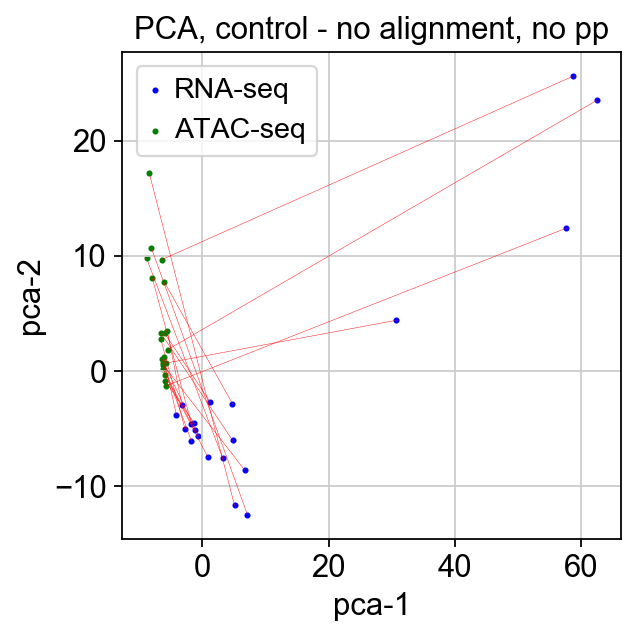 PCA, control - no alignment, no pp
RNA-seq
ATAC-seq
20
10
0
−10
pca-2
0
20
40
60
pca-1